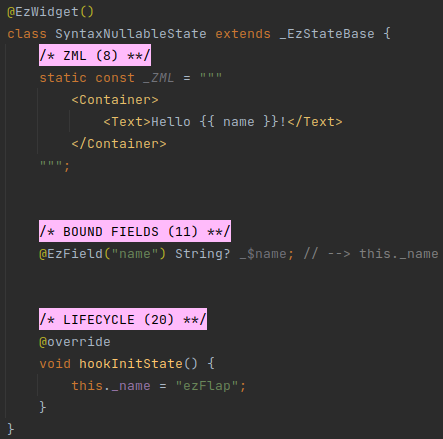 @EzWidget()
class SyntaxNullableState extends _EzStateBase {
/* ZML (8) **/
static const _ZML = """
<Container>
<Text>Hello {{ name }}!</Text>
</Container>
""";
/* BOUND FIELDS (11) **/
@EzField("name") String? _$name; // --> this._name
/* LIFECYCLE (20) **/
@override
void hookInitState() {
this._name = "ezFlap";
}
}